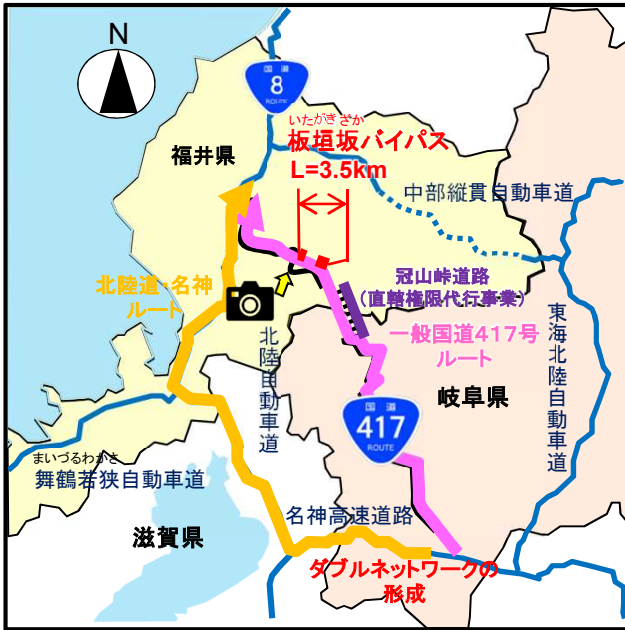 N
国道
8
ROUTE
いたがきざか
板垣坂バイパス
L=3.5km
福井県
中部縦貫自動車道
冠山峠道路
(直轄権限代行事業)
北陸道・名神
ルート
一般国道417号
ルート
北陸自動車道
東海北陸自動車道
岐阜県
国道
417
ROUTE
まいづるわかさ
舞鶴若狭自動車道
名神高速道路
滋賀県
ダブルネットワークの
形成